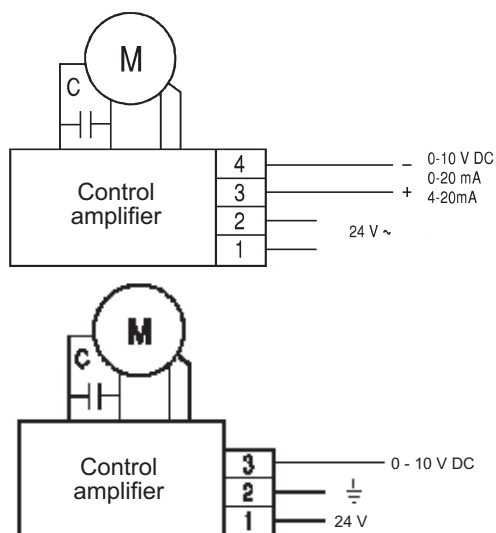 M
C
Control
amplifier
4
3
2
1
− 0-10 V DC
0-20 mA
+ 4-20mA
24 V ~
M
C
Control
amplifier
3
2
1
0 - 10 V DC
24 V